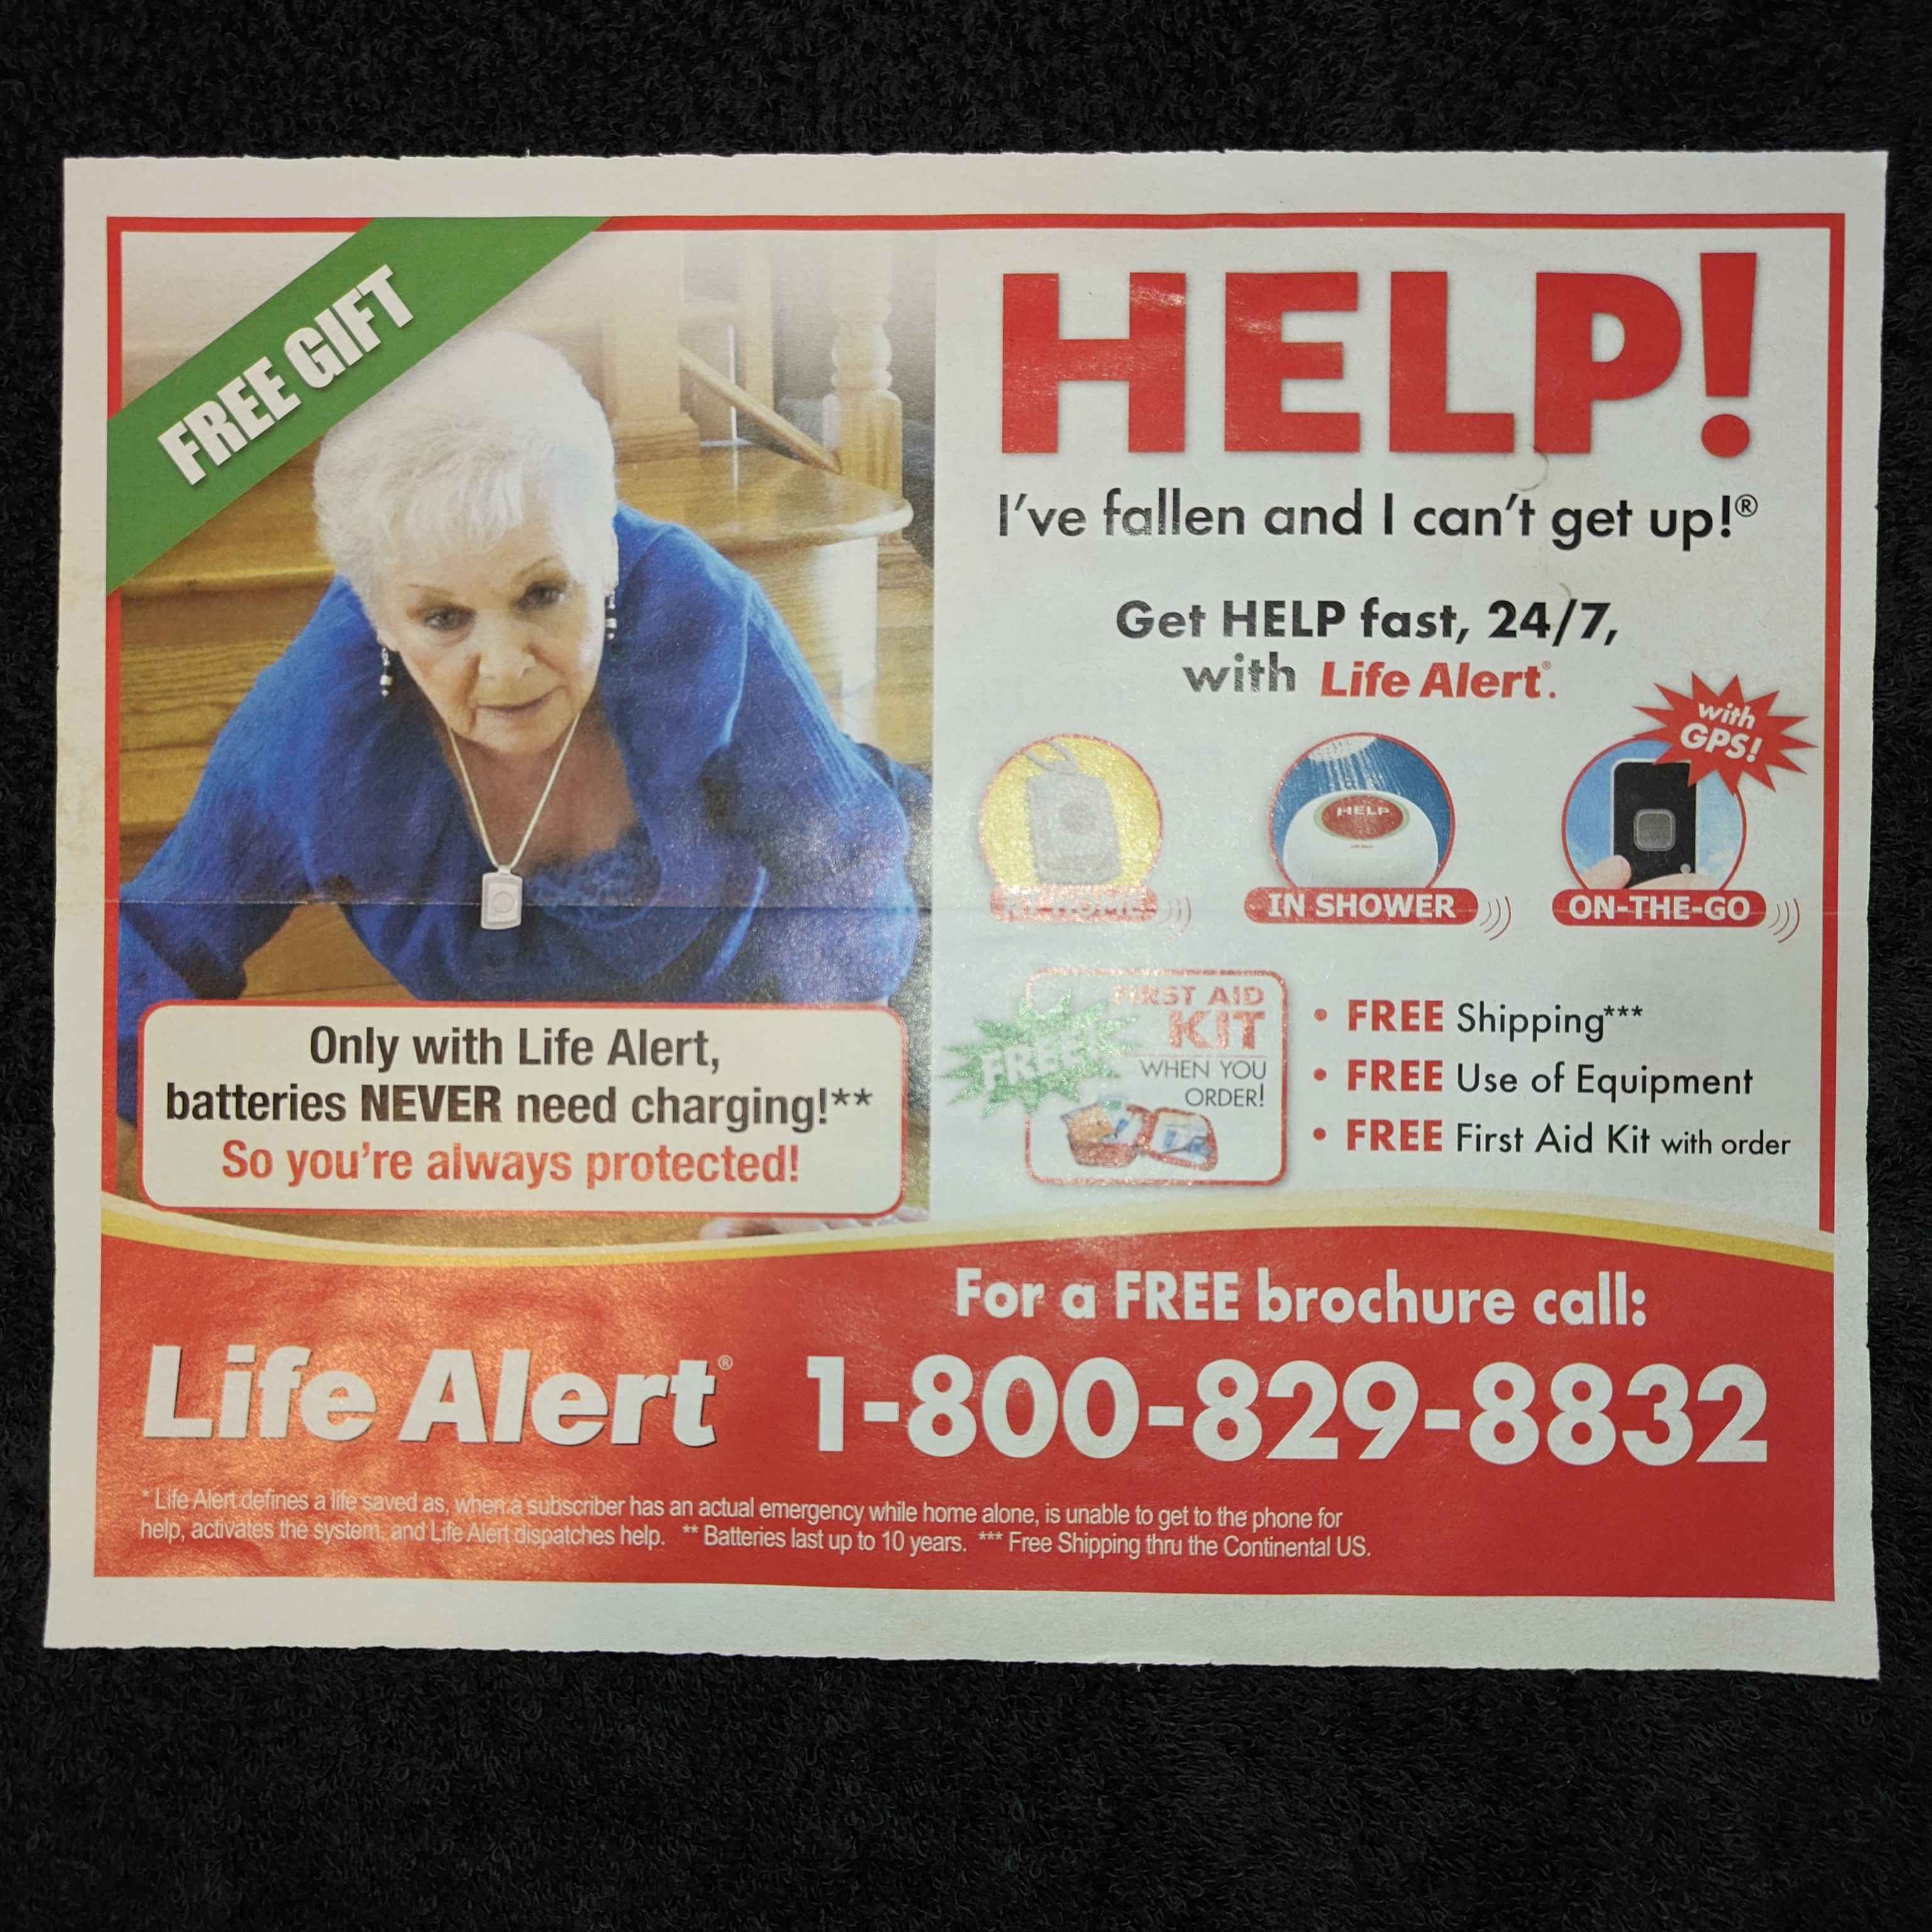 FREE GIFT
HELP!
I've fallen and I can't get up!®
Get HELP fast, 24/7,
with Life Alert®.
with
GPS!
HELP
AT HOME
IN SHOWER
ON-THE-GO
Only with Life Alert,
batteries NEVER need charging!**
So you're always protected!
FREE!
FIRST AID
KIT
WHEN YOU
ORDER!
• FREE Shipping***
• FREE Use of Equipment
• FREE First Aid Kit with order
For a FREE brochure call:
Life Alert® 1-800-829-8832
* Life Alert defines a life saved as, when a subscriber has an actual emergency while home alone, is unable to get to the phone for
help, activates the system, and Life Alert dispatches help. ** Batteries last up to 10 years. *** Free Shipping thru the Continental US.